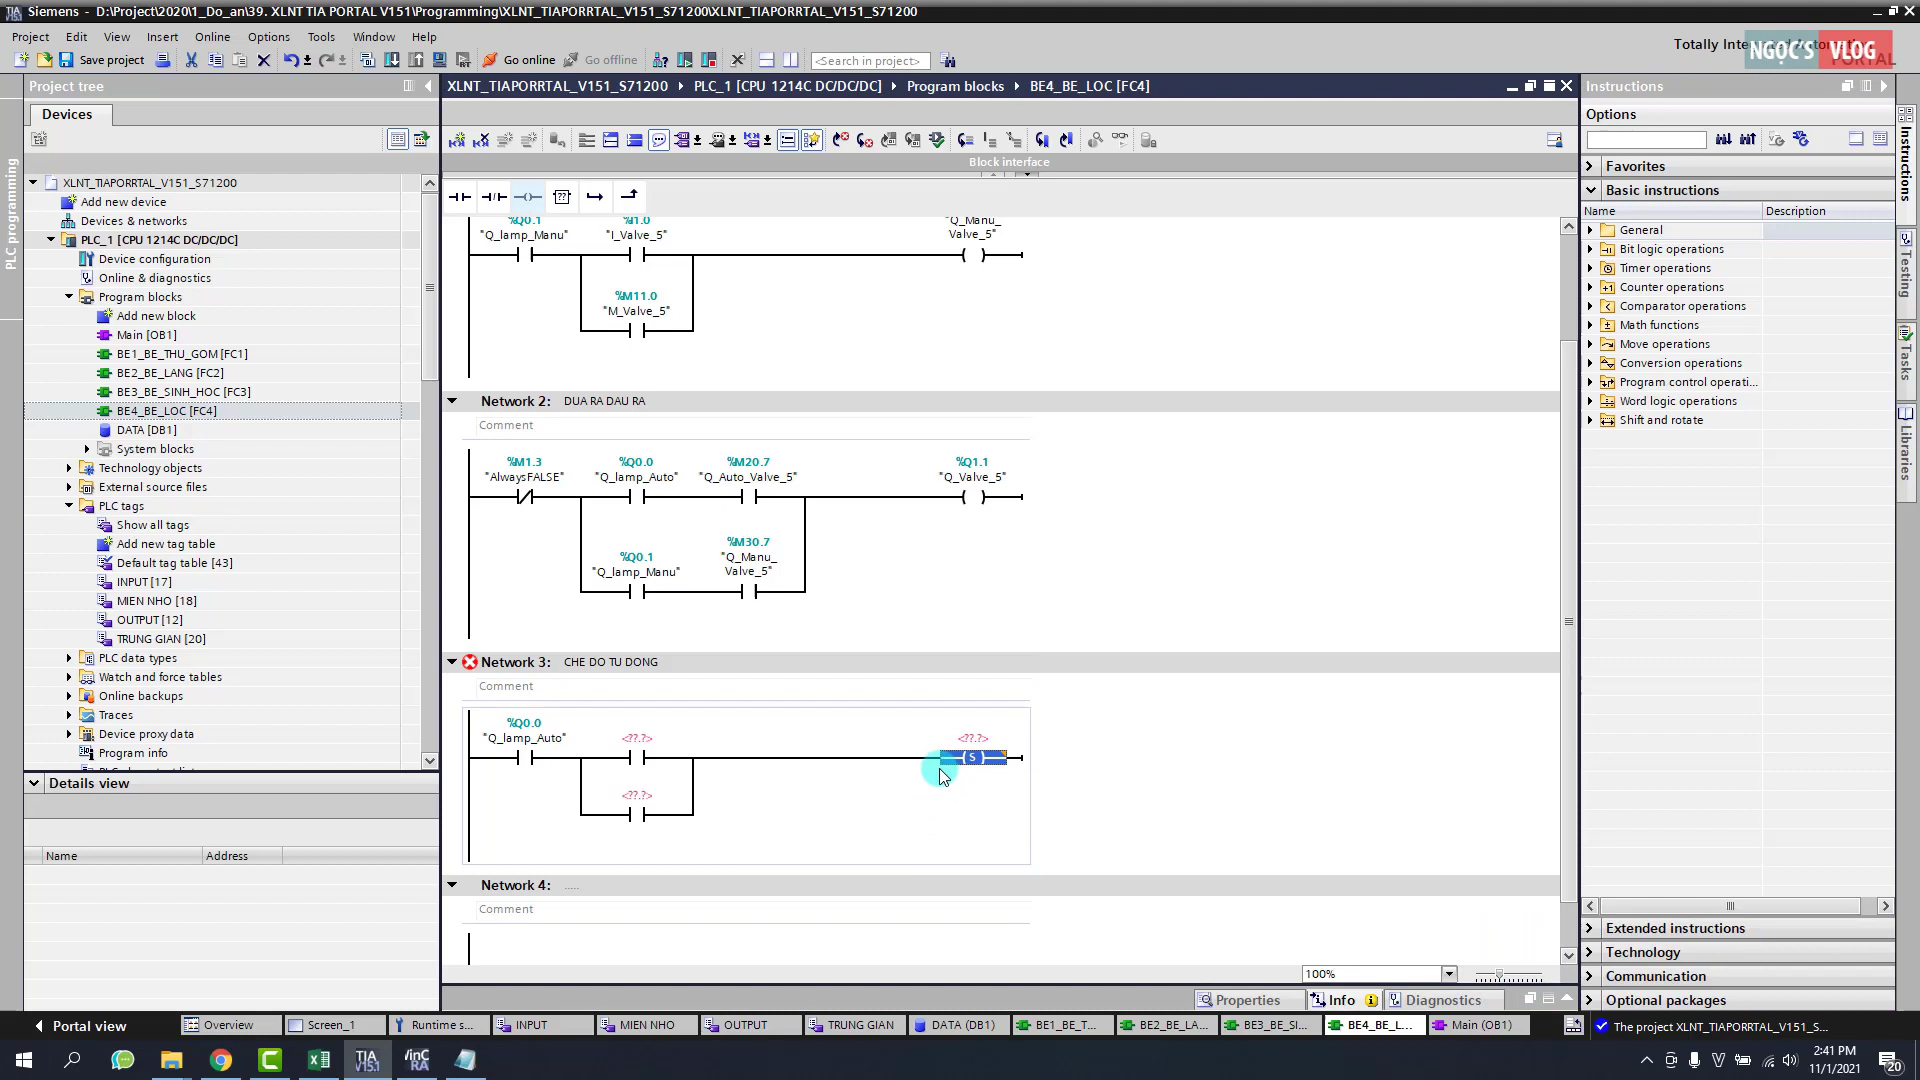 Siemens - D:\Project\2020\1_Do_an\39. XLNT TIA PORTAL V151\Programming\XLNT_TIAPORRTAL_V151_S71200\XLNT_TIAPORRTAL_V151_S71200
Project Edit View Insert Online Options Tools Window Help
Totally Inte
PORTAL
NGỌC'S VLOG
Save project
Go online
Go offline
<Search in project>
Project tree
XLNT_TIAPORRTAL_V151_S71200
PLC_1 [CPU 1214C DC/DC/DC]
Program blocks
BE4_BE_LOC [FC4]
Instructions
Devices
Options
Block interface
PLC programming
XLNT_TIAPORRTAL_V151_S71200
Add new device
Devices & networks
PLC_1 [CPU 1214C DC/DC/DC]
Device configuration
Online & diagnostics
Program blocks
Add new block
Main [OB1]
BE1_BE_THU_GOM [FC1]
BE2_BE_LANG [FC2]
BE3_BE_SINH_HOC [FC3]
BE4_BE_LOC [FC4]
DATA [DB1]
System blocks
Technology objects
External source files
PLC tags
Show all tags
Add new tag table
Default tag table [43]
INPUT [17]
MIEN NHO [18]
OUTPUT [12]
TRUNG GIAN [20]
PLC data types
Watch and force tables
Online backups
Traces
Device proxy data
Program info
Details view
Name Address
%Q0.1 %I1.0 "Q_Manu_
"Q_lamp_Manu" "I_Valve_5" Valve_5"
%M11.0
"M_Valve_5"
Network 2: DUA RA DAU RA
Comment
%M1.3 %Q0.0 %M20.7 %Q1.1
"AlwaysFALSE" "Q_lamp_Auto" "Q_Auto_Valve_5" "Q_Valve_5"
%Q0.1 %M30.7
"Q_lamp_Manu" "Q_Manu_
Valve_5"
Network 3: CHE DO TU DONG
Comment
%Q0.0
"Q_lamp_Auto" <??.?> <??.?>
S
<??.?>
Network 4: .....
Comment
100%
Properties Info Diagnostics
Favorites
Basic instructions
Name Description
General
Bit logic operations
Timer operations
Counter operations
Comparator operations
Math functions
Move operations
Conversion operations
Program control operati...
Word logic operations
Shift and rotate
Extended instructions
Technology
Communication
Optional packages
Instructions
Testing
Tasks
Libraries
Portal view
Overview
Screen_1
Runtime s...
INPUT
MIEN NHO
OUTPUT
TRUNG GIAN
DATA (DB1)
BE1_BE_T...
BE2_BE_LA...
BE3_BE_SI...
BE4_BE_L...
Main (OB1)
The project XLNT_TIAPORRTAL_V151_S...
TIA
V15.1
WinC
RA
2:41 PM
11/1/2021
20